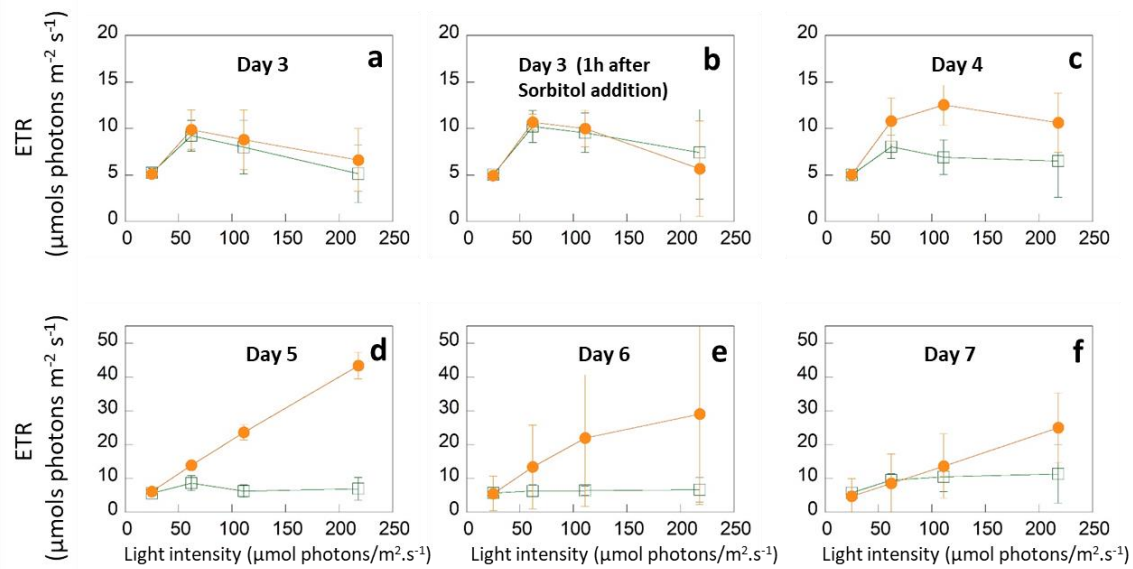 20
15
10
5
0
ETR
(μmols photons m-2 s-1)
Day 3
a
0 50 100 150 200 250
20
15
10
5
0
Day 3 (1h after
Sorbitol addition)
b
0 50 100 150 200 250
20
15
10
5
0
Day 4
c
0 50 100 150 200 250
50
40
30
20
10
0
ETR
(μmols photons m-2 s-1)
Day 5
d
0 50 100 150 200 250
Light intensity (μmol photons/m2.s-1)
50
40
30
20
10
0
Day 6
e
0 50 100 150 200 250
Light intensity (μmol photons/m2.s-1)
50
40
30
20
10
0
Day 7
f
0 50 100 150 200 250
Light intensity (μmol photons/m2.s-1)